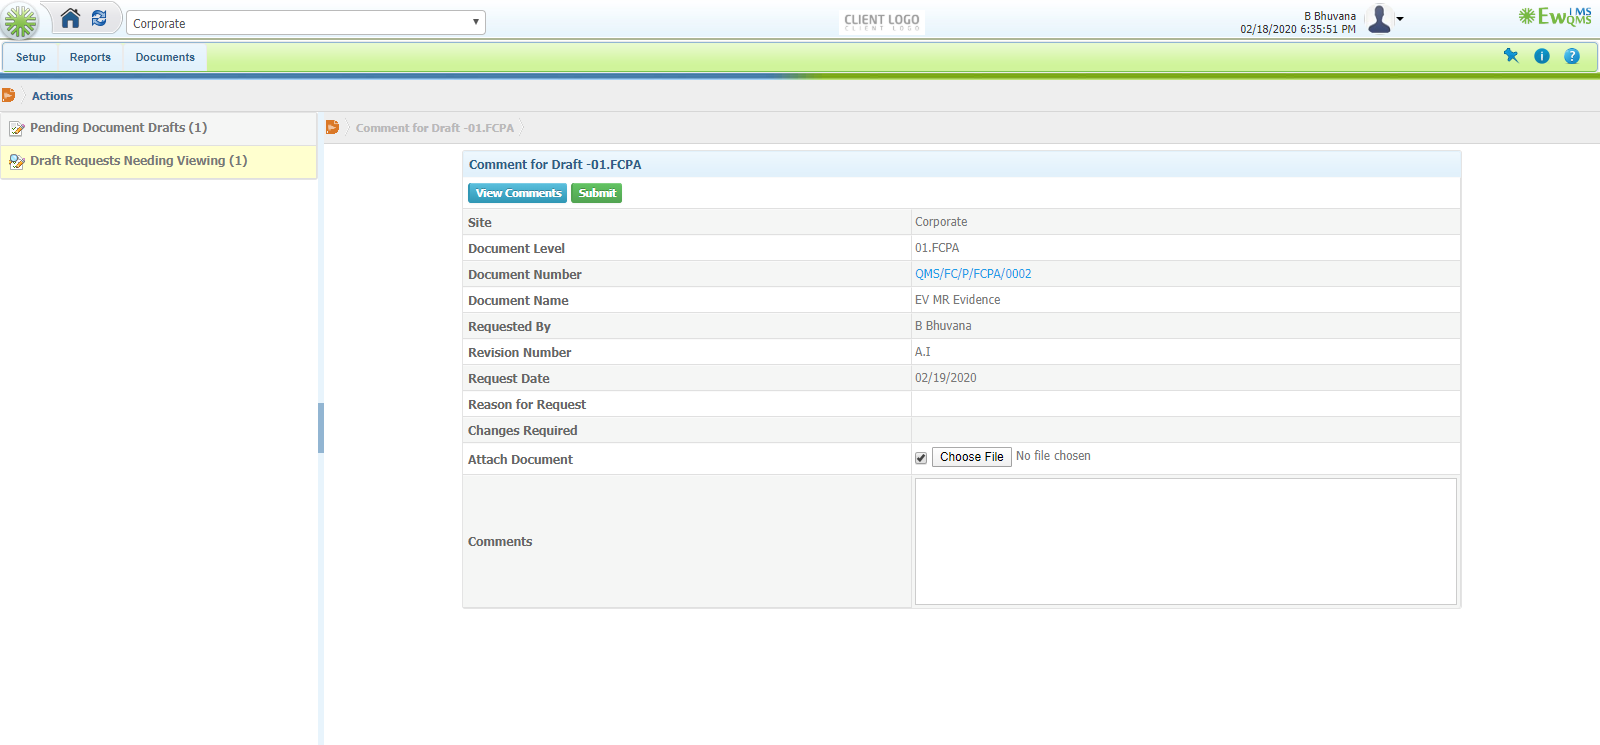 Corporate
CLIENT LOGO
CLIENT LOGO
B Bhuvana
02/18/2020 6:35:51 PM
EwIMS
QMS
Setup Reports Documents
Actions
Pending Document Drafts (1)
Draft Requests Needing Viewing (1)
Comment for Draft -01.FCPA
Comment for Draft -01.FCPA
View Comments Submit
Site Corporate
Document Level 01.FCPA
Document Number QMS/FC/P/FCPA/0002
Document Name EV MR Evidence
Requested By B Bhuvana
Revision Number A.I
Request Date 02/19/2020
Reason for Request
Changes Required
Attach Document Choose File No file chosen
Comments